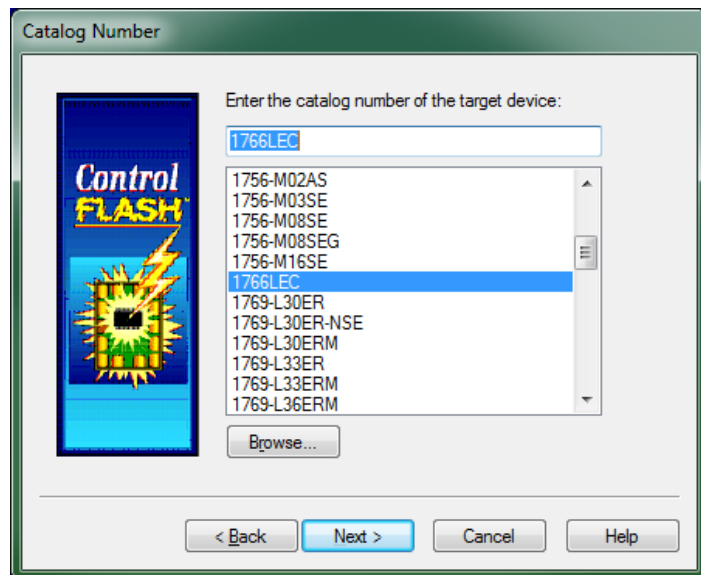 Catalog Number
Enter the catalog number of the target device:
1766LEC
Control
FLASH
1756-M02AS
1756-M03SE
1756-M08SE
1756-M08SEG
1756-M16SE
1766LEC
1769-L30ER
1769-L30ER-NSE
1769-L30ERM
1769-L33ER
1769-L33ERM
1769-L36ERM
Browse...
< Back
Next >
Cancel
Help